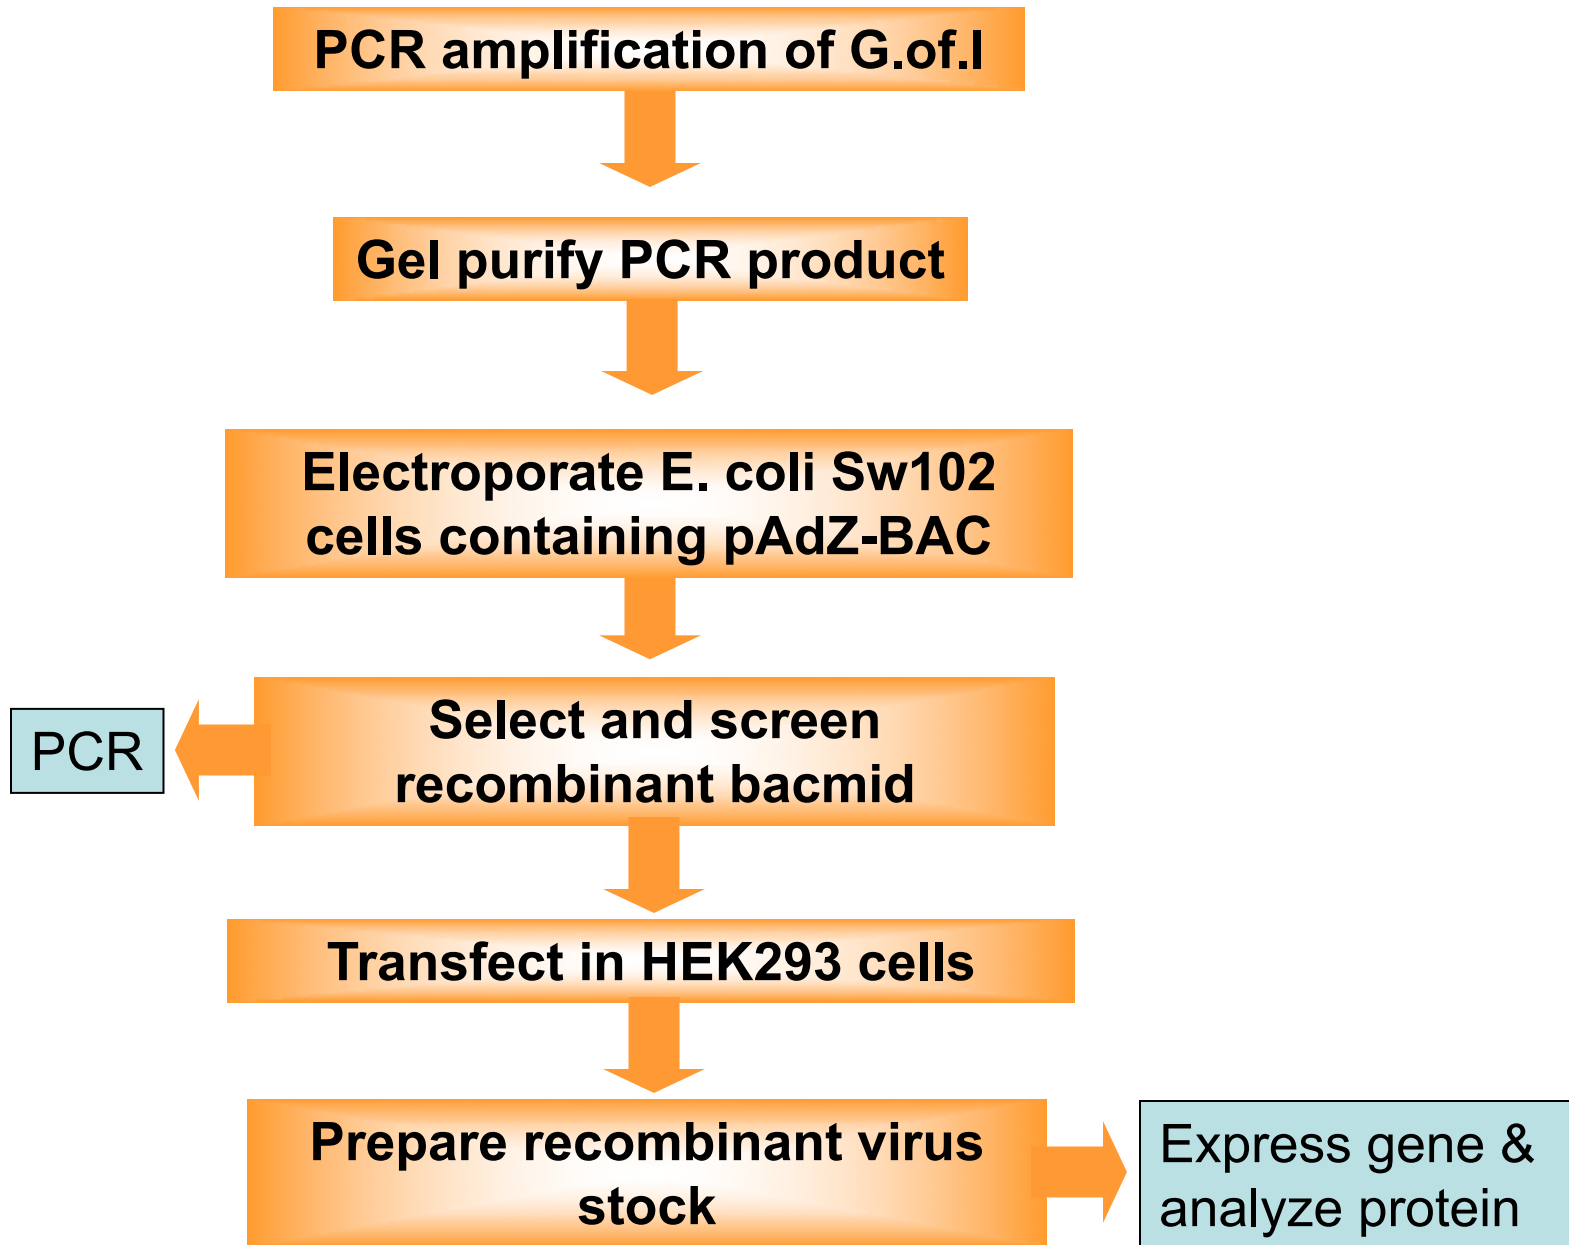 PCR amplification of G.of.I
Gel purify PCR product
Electroporate E. coli Sw102
cells containing pAdZ-BAC
PCR
Select and screen
recombinant bacmid
Transfect in HEK293 cells
Prepare recombinant virus
stock
Express gene &
analyze protein